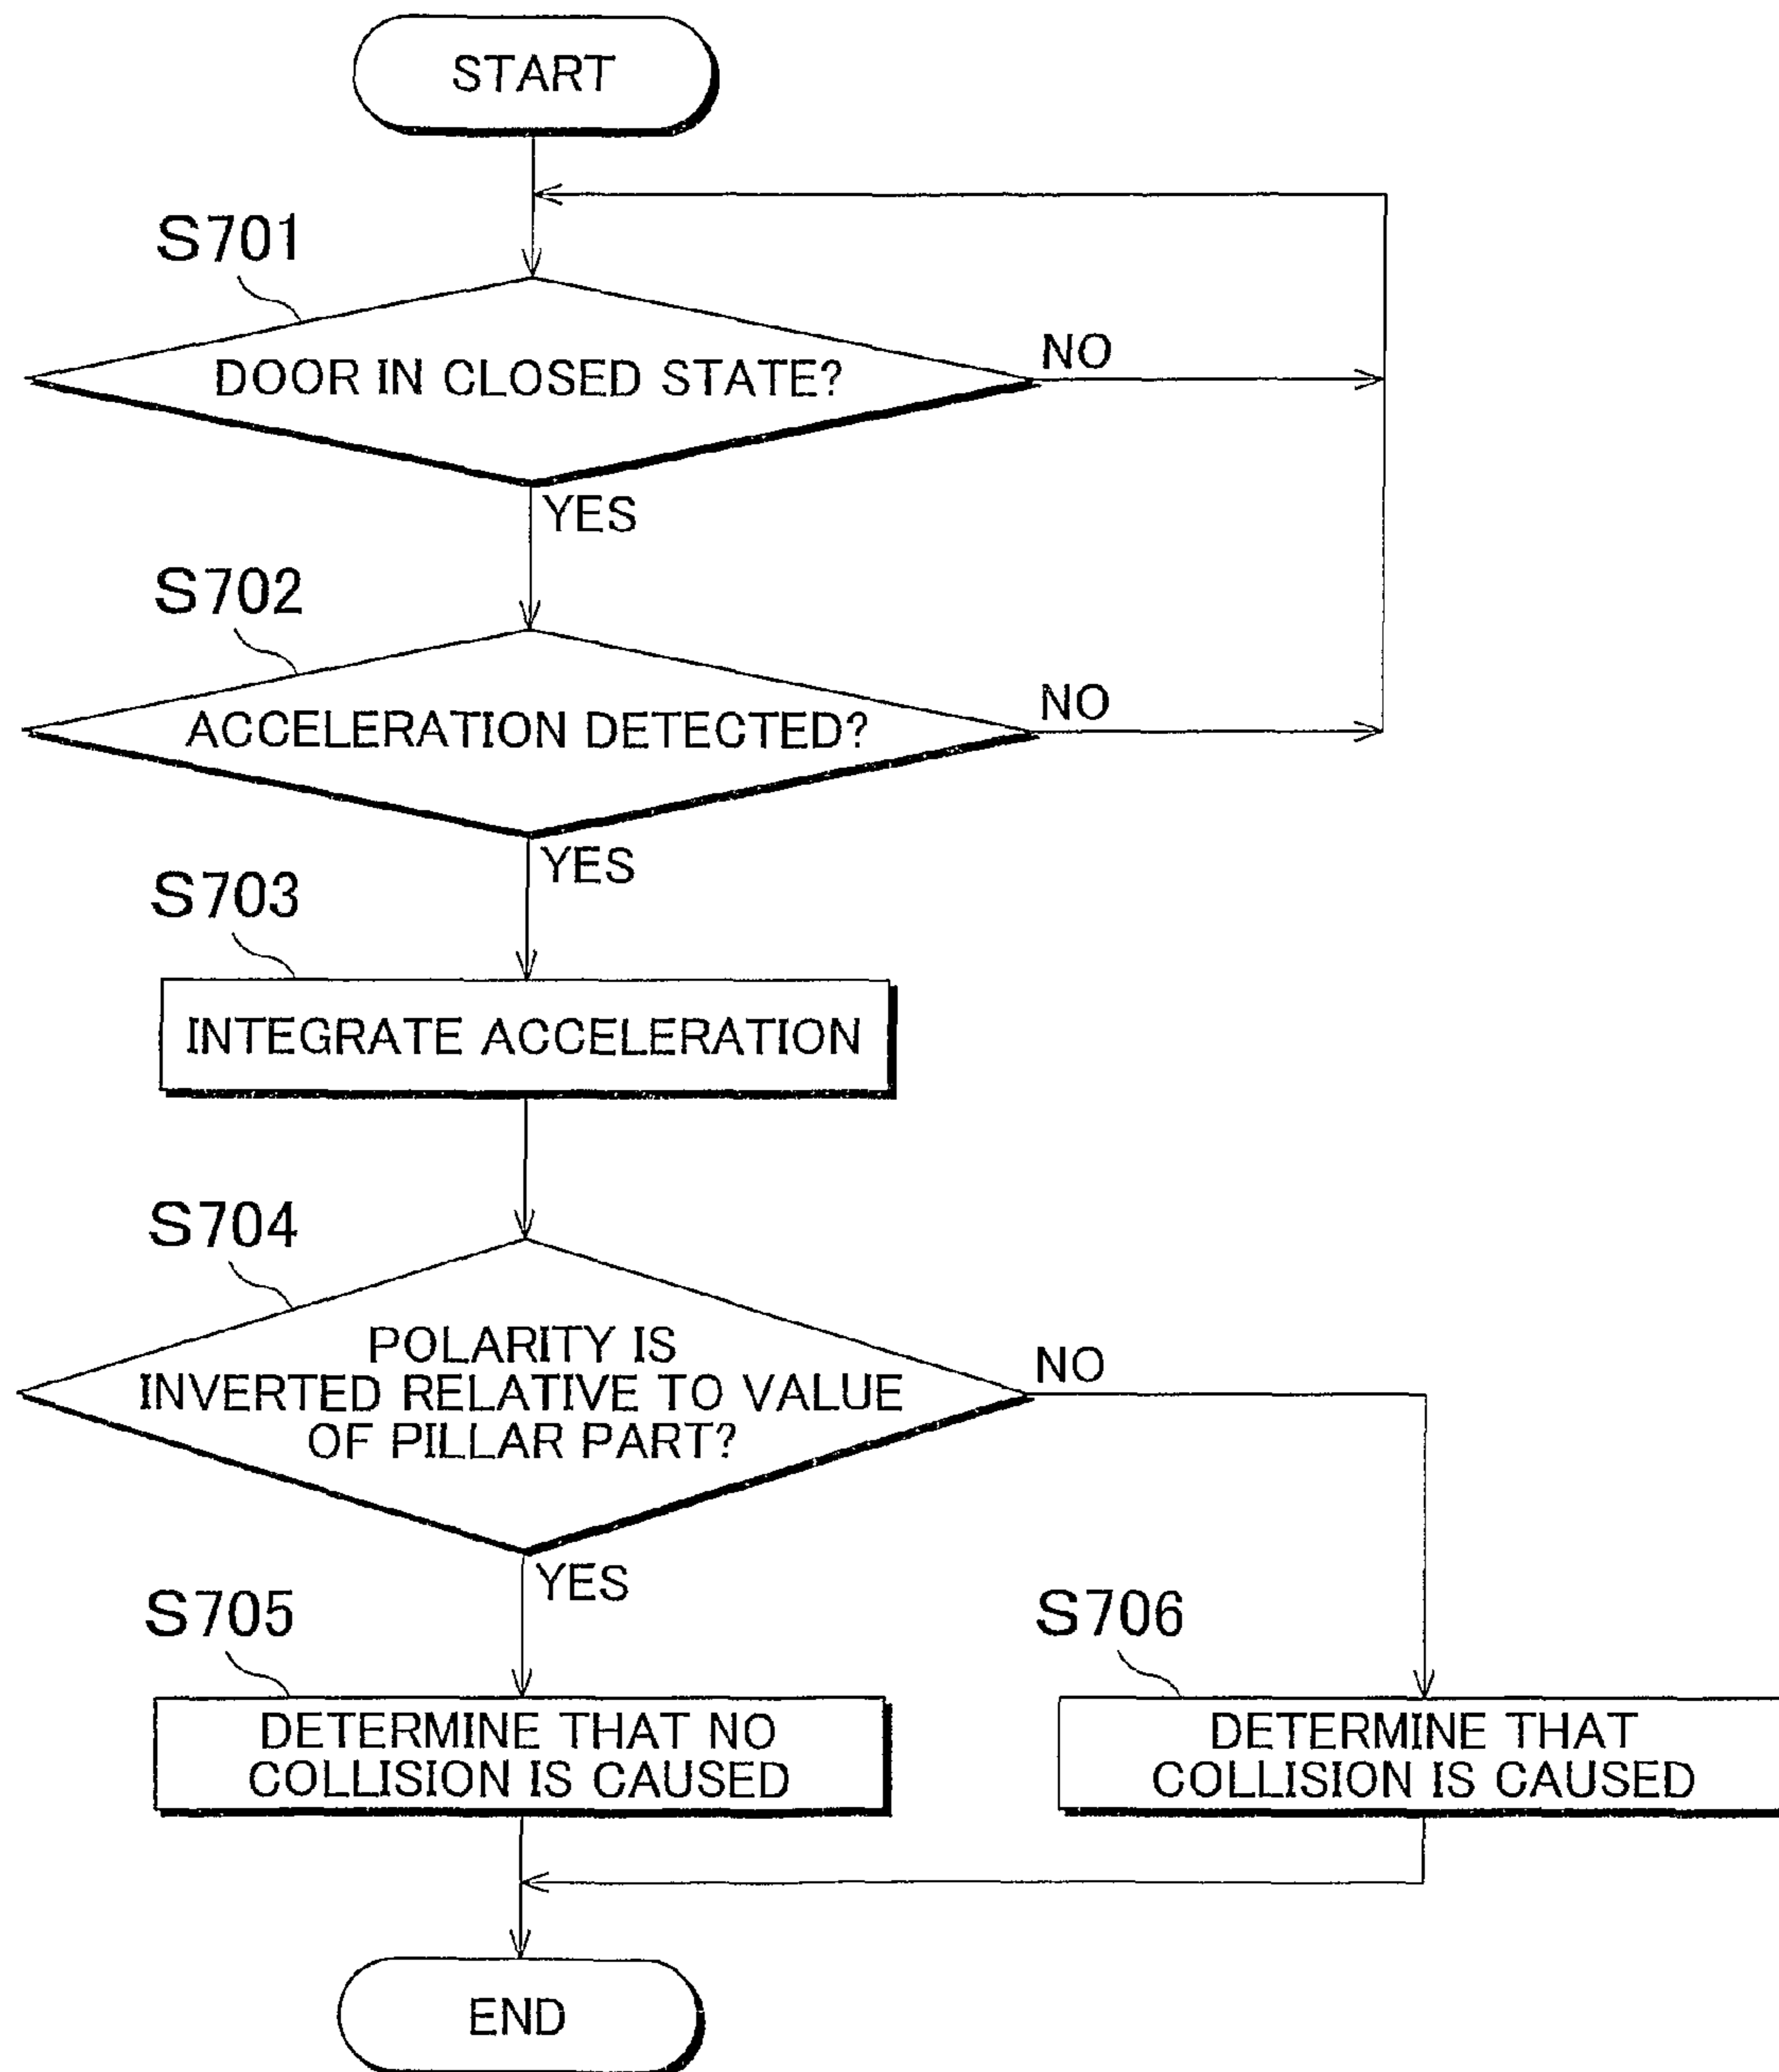 START
S701
DOOR IN CLOSED STATE?
NO
YES
S702
ACCELERATION DETECTED?
NO
YES
S703
INTEGRATE ACCELERATION
S704
POLARITY IS
INVERTED RELATIVE TO VALUE
OF PILLAR PART?
NO
YES
S705
DETERMINE THAT NO
COLLISION IS CAUSED
S706
DETERMINE THAT
COLLISION IS CAUSED
END